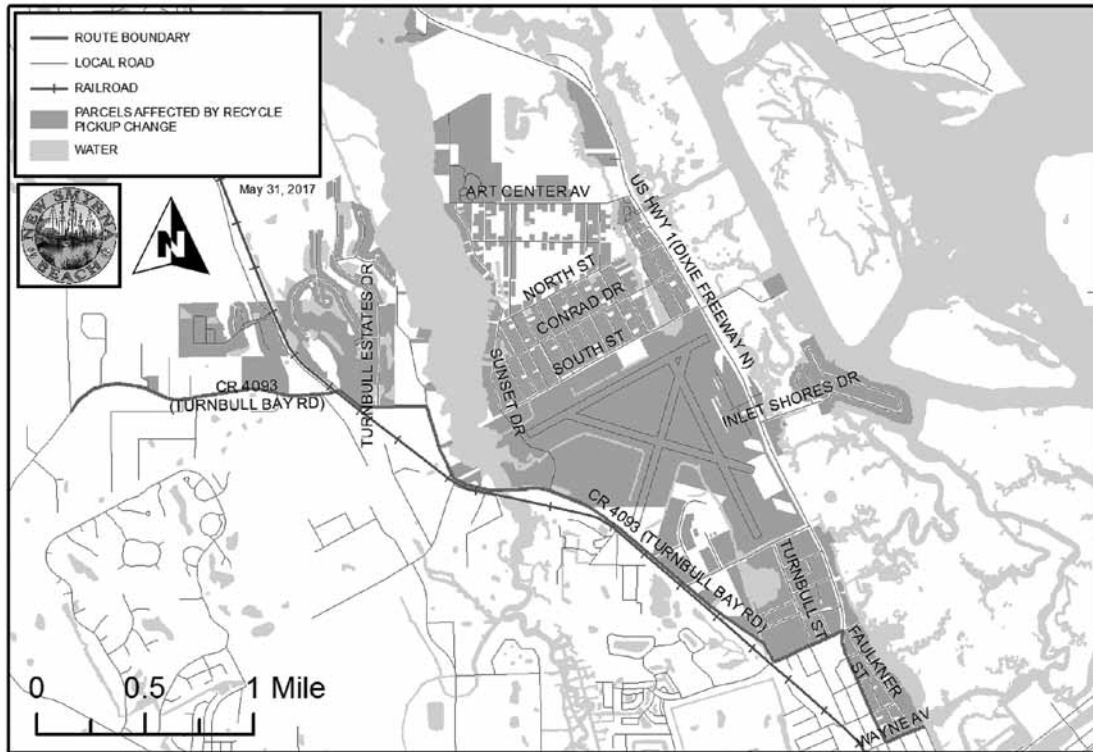 ROUTE BOUNDARY
LOCAL ROAD
RAILROAD
PARCELS AFFECTED BY RECYCLE
PICKUP CHANGE
WATER
May 31, 2017
NEW SMYRNA
BEACH
N
ART CENTER AV
US HWY 1(DIXIE FREEWAY N)
NORTH ST
CONRAD DR
SOUTH ST
SUNSET DR
TURNBULL ESTATES DR
CR 4093
(TURNBULL BAY RD)
INLET SHORES DR
CR 4093 (TURNBULL BAY RD)
TURNBULL ST
FAULKNER
ST
WAYNE AV
0 0.5 1 Mile